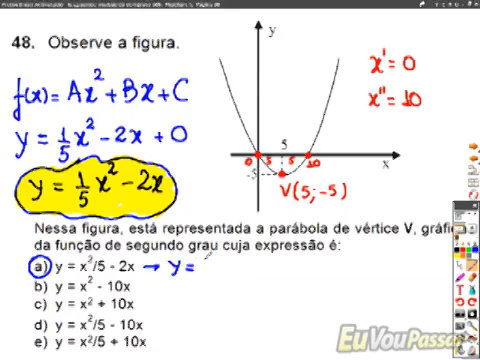 48. Observe a figura.
f(x) = Ax² + Bx + C
y = 1/5 x² - 2x + 0
y = 1/5 x² - 2x
y
x' = 0
x" = 10
5
0 5 5 10
x
-5
V(5;-5)
Nessa figura, está representada a parábola de vértice V, gráfic
da função de segundo grau cuja expressão é:
a) y = x²/5 - 2x → y =
b) y = x² - 10x
c) y = x² + 10x
d) y = x²/5 - 10x
e) y = x²/5 + 10x
EuVouPassar